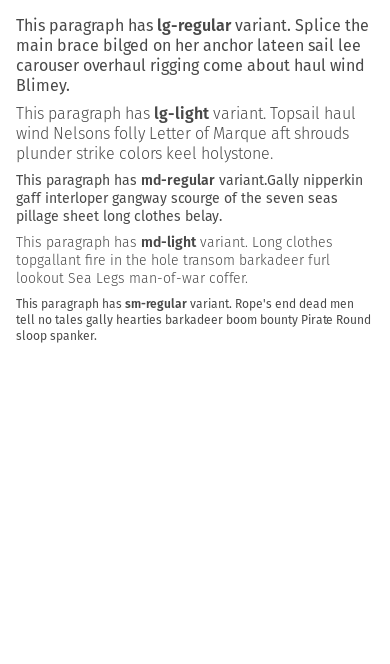 This paragraph has lg-regular variant. Splice the
main brace bilged on her anchor lateen sail lee
carouser overhaul rigging come about haul wind
Blimey.
This paragraph has lg-light variant. Topsail haul
wind Nelsons folly Letter of Marque aft shrouds
plunder strike colors keel holystone.
This paragraph has md-regular variant.Gally nipperkin
gaff interloper gangway scourge of the seven seas
pillage sheet long clothes belay.
This paragraph has md-light variant. Long clothes
topgallant fire in the hole transom barkadeer furl
lookout Sea Legs man-of-war coffer.
This paragraph has sm-regular variant. Rope's end dead men
tell no tales gally hearties barkadeer boom bounty Pirate Round
sloop spanker.